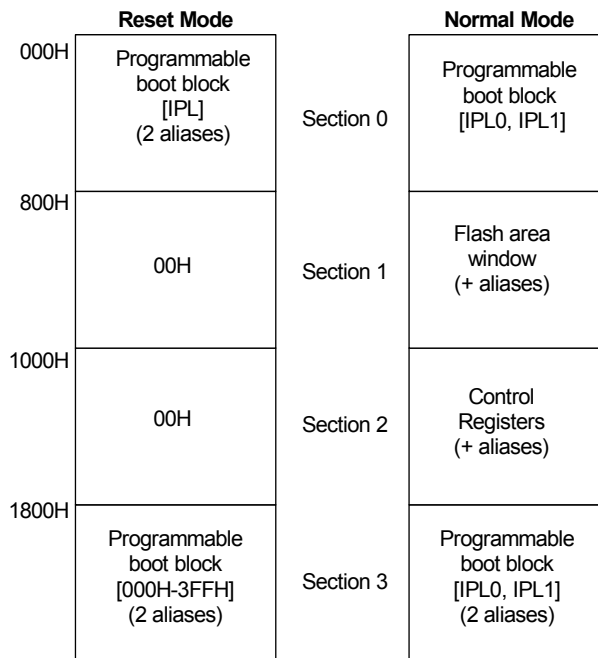 Reset Mode
Normal Mode
000H
Programmable
boot block
[IPL]
(2 aliases)
Section 0
Programmable
boot block
[IPL0, IPL1]
800H
00H
Section 1
Flash area
window
(+ aliases)
1000H
00H
Section 2
Control
Registers
(+ aliases)
1800H
Programmable
boot block
[000H-3FFH]
(2 aliases)
Section 3
Programmable
boot block
[IPL0, IPL1]
(2 aliases)